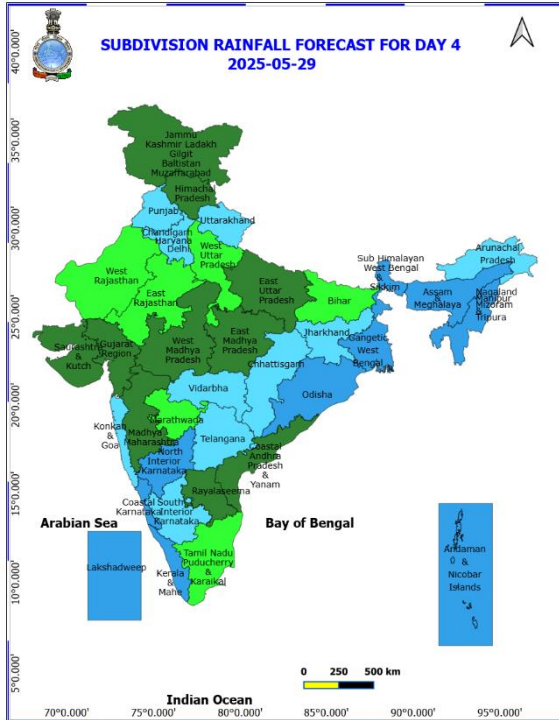 SUBDIVISION RAINFALL FORECAST FOR DAY 4
2025-05-29
40°0.000'
35°0.000'
30°0.000'
25°0.000'
20°0.000'
15°0.000'
10°0.000'
5°0.000'
Jammu
Kashmir Ladakh
Gilgit
Baltistan
Muzaffarabad
Himachal
Pradesh
Punjab
Uttarakhand
Chandigarh
Haryana
Delhi
West
Uttar
Pradesh
West
Rajasthan
East
Rajasthan
East
Uttar
Pradesh
Bihar
Sub Himalayan
West Bengal
&
Sikkim
Arunachal
Pradesh
Assam
&
Meghalaya
Nagaland
Manipur
Mizoram
&
Tripura
Saurashtra
&
Kutch
Gujarat
Region
West
Madhya
Pradesh
East
Madhya
Pradesh
Jharkhand
Gangetic
West
Bengal
Chhattisgarh
Odisha
Vidarbha
Konkan
&
Goa
Madhya
Maharashtra
Marathwada
Telangana
North
Interior
Karnataka
Coastal
Andhra
Pradesh
&
Yanam
Rayalaseema
Coastal
Karnataka
South
Interior
Karnataka
Arabian Sea
Bay of Bengal
Lakshadweep
Kerala
&
Mahe
Tamil Nadu
Puducherry
&
Karaikal
Andaman
&
Nicobar
Islands
0 250 500 km
Indian Ocean
70°0.000' 75°0.000' 80°0.000' 85°0.000' 90°0.000' 95°0.000'